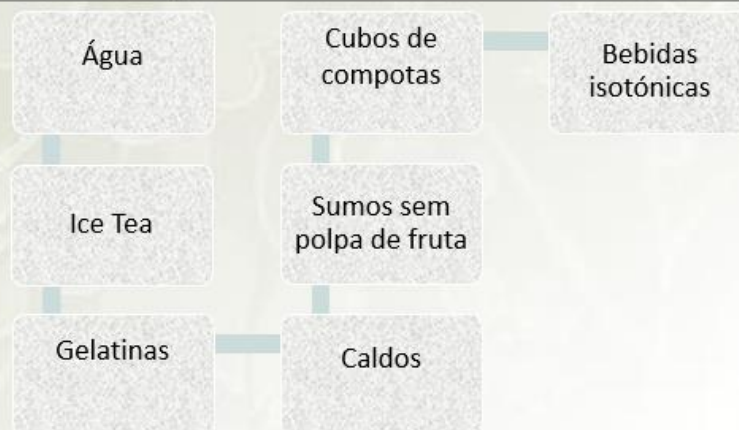 Água
Ice Tea
Gelatinas
Caldos
Sumos sem
polpa de fruta
Cubos de
compotas
Bebidas
isotónicas